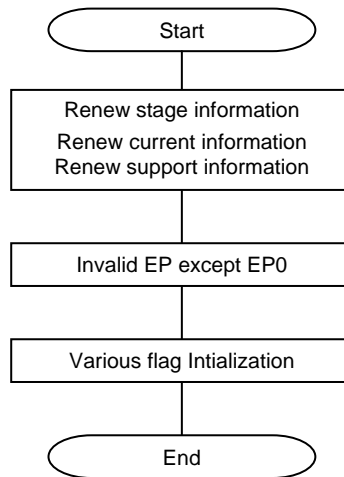 Start
Renew stage information
Renew current information
Renew support information
Invalid EP except EP0
Various flag Intialization
End